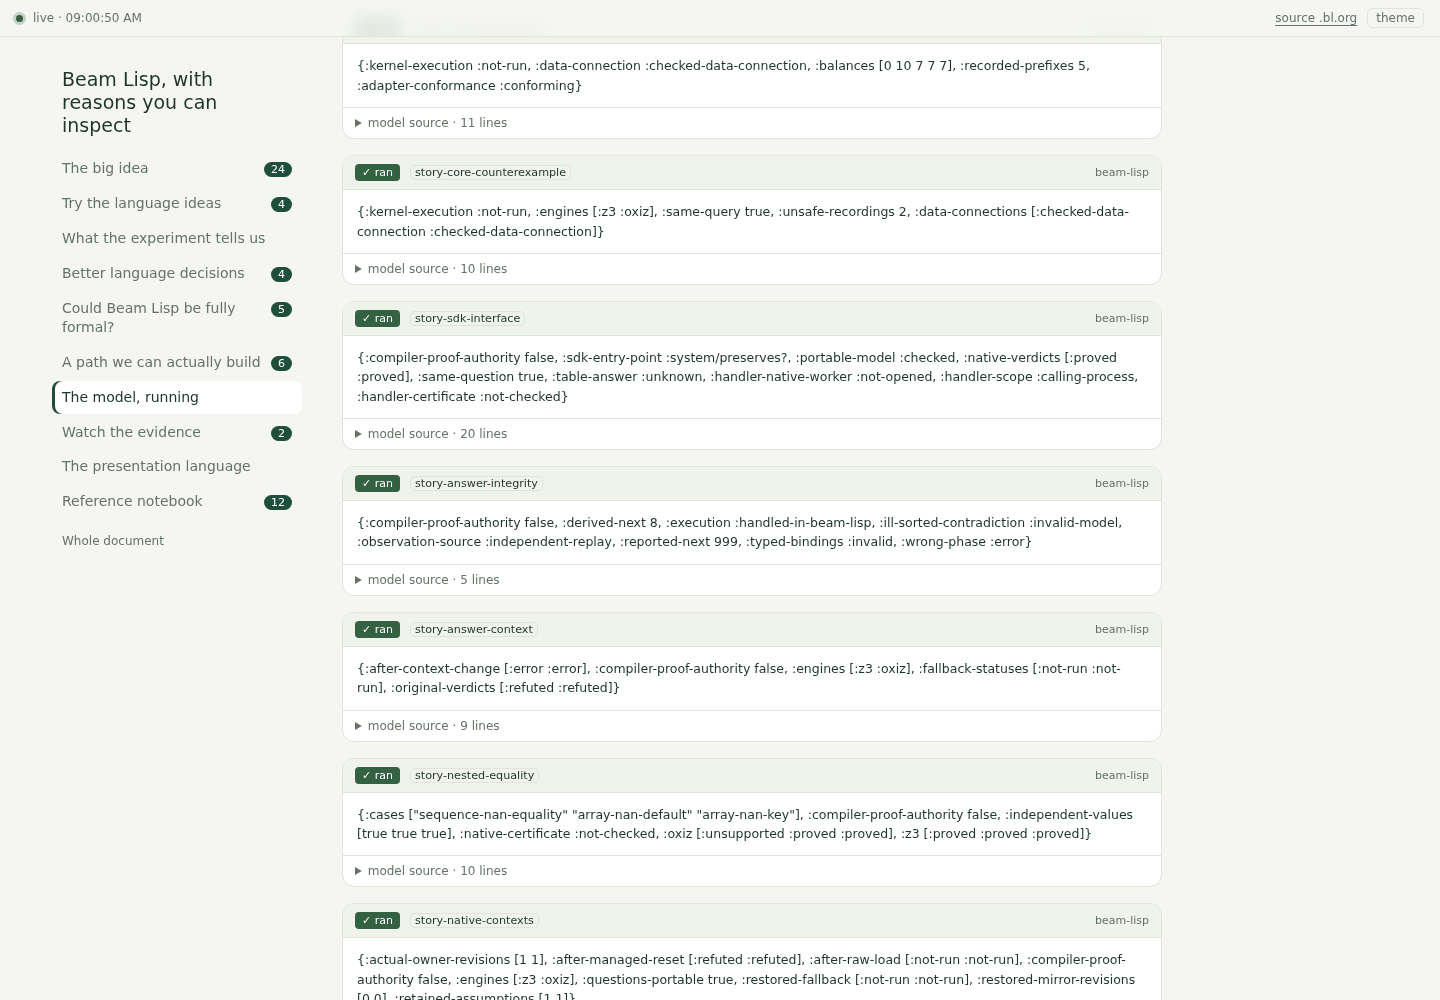 live · 09:00:50 AM
source .bl.org
theme
Beam Lisp, with
reasons you can
inspect
The big idea 24
Try the language ideas 4
What the experiment tells us
Better language decisions 4
Could Beam Lisp be fully 5
formal?
A path we can actually build 6
The model, running
Watch the evidence 2
The presentation language
Reference notebook 12
Whole document
{:kernel-execution :not-run, :data-connection :checked-data-connection, :balances [0 10 7 7 7], :recorded-prefixes 5,
:adapter-conformance :conforming}
▶ model source · 11 lines
✓ ran story-core-counterexample beam-lisp
{:kernel-execution :not-run, :engines [:z3 :oxiz], :same-query true, :unsafe-recordings 2, :data-connections [:checked-data-
connection :checked-data-connection]}
▶ model source · 10 lines
✓ ran story-sdk-interface beam-lisp
{:compiler-proof-authority false, :sdk-entry-point :system/preserves?, :portable-model :checked, :native-verdicts [:proved
:proved], :same-question true, :table-answer :unknown, :handler-native-worker :not-opened, :handler-scope :calling-process,
:handler-certificate :not-checked}
▶ model source · 20 lines
✓ ran story-answer-integrity beam-lisp
{:compiler-proof-authority false, :derived-next 8, :execution :handled-in-beam-lisp, :ill-sorted-contradiction :invalid-model,
:observation-source :independent-replay, :reported-next 999, :typed-bindings :invalid, :wrong-phase :error}
▶ model source · 5 lines
✓ ran story-answer-context beam-lisp
{:after-context-change [:error :error], :compiler-proof-authority false, :engines [:z3 :oxiz], :fallback-statuses [:not-run :not-
run], :original-verdicts [:refuted :refuted]}
▶ model source · 9 lines
✓ ran story-nested-equality beam-lisp
{:cases ["sequence-nan-equality" "array-nan-default" "array-nan-key"], :compiler-proof-authority false, :independent-values
[true true true], :native-certificate :not-checked, :oxiz [:unsupported :proved :proved], :z3 [:proved :proved :proved]}
▶ model source · 10 lines
✓ ran story-native-contexts beam-lisp
{:actual-owner-revisions [1 1], :after-managed-reset [:refuted :refuted], :after-raw-load [:not-run :not-run], :compiler-proof-
authority false, :engines [:z3 :oxiz], :questions-portable true, :restored-fallback [:not-run :not-run], :restored-mirror-revisions
[0 0], :retained-assumptions [1 1]}